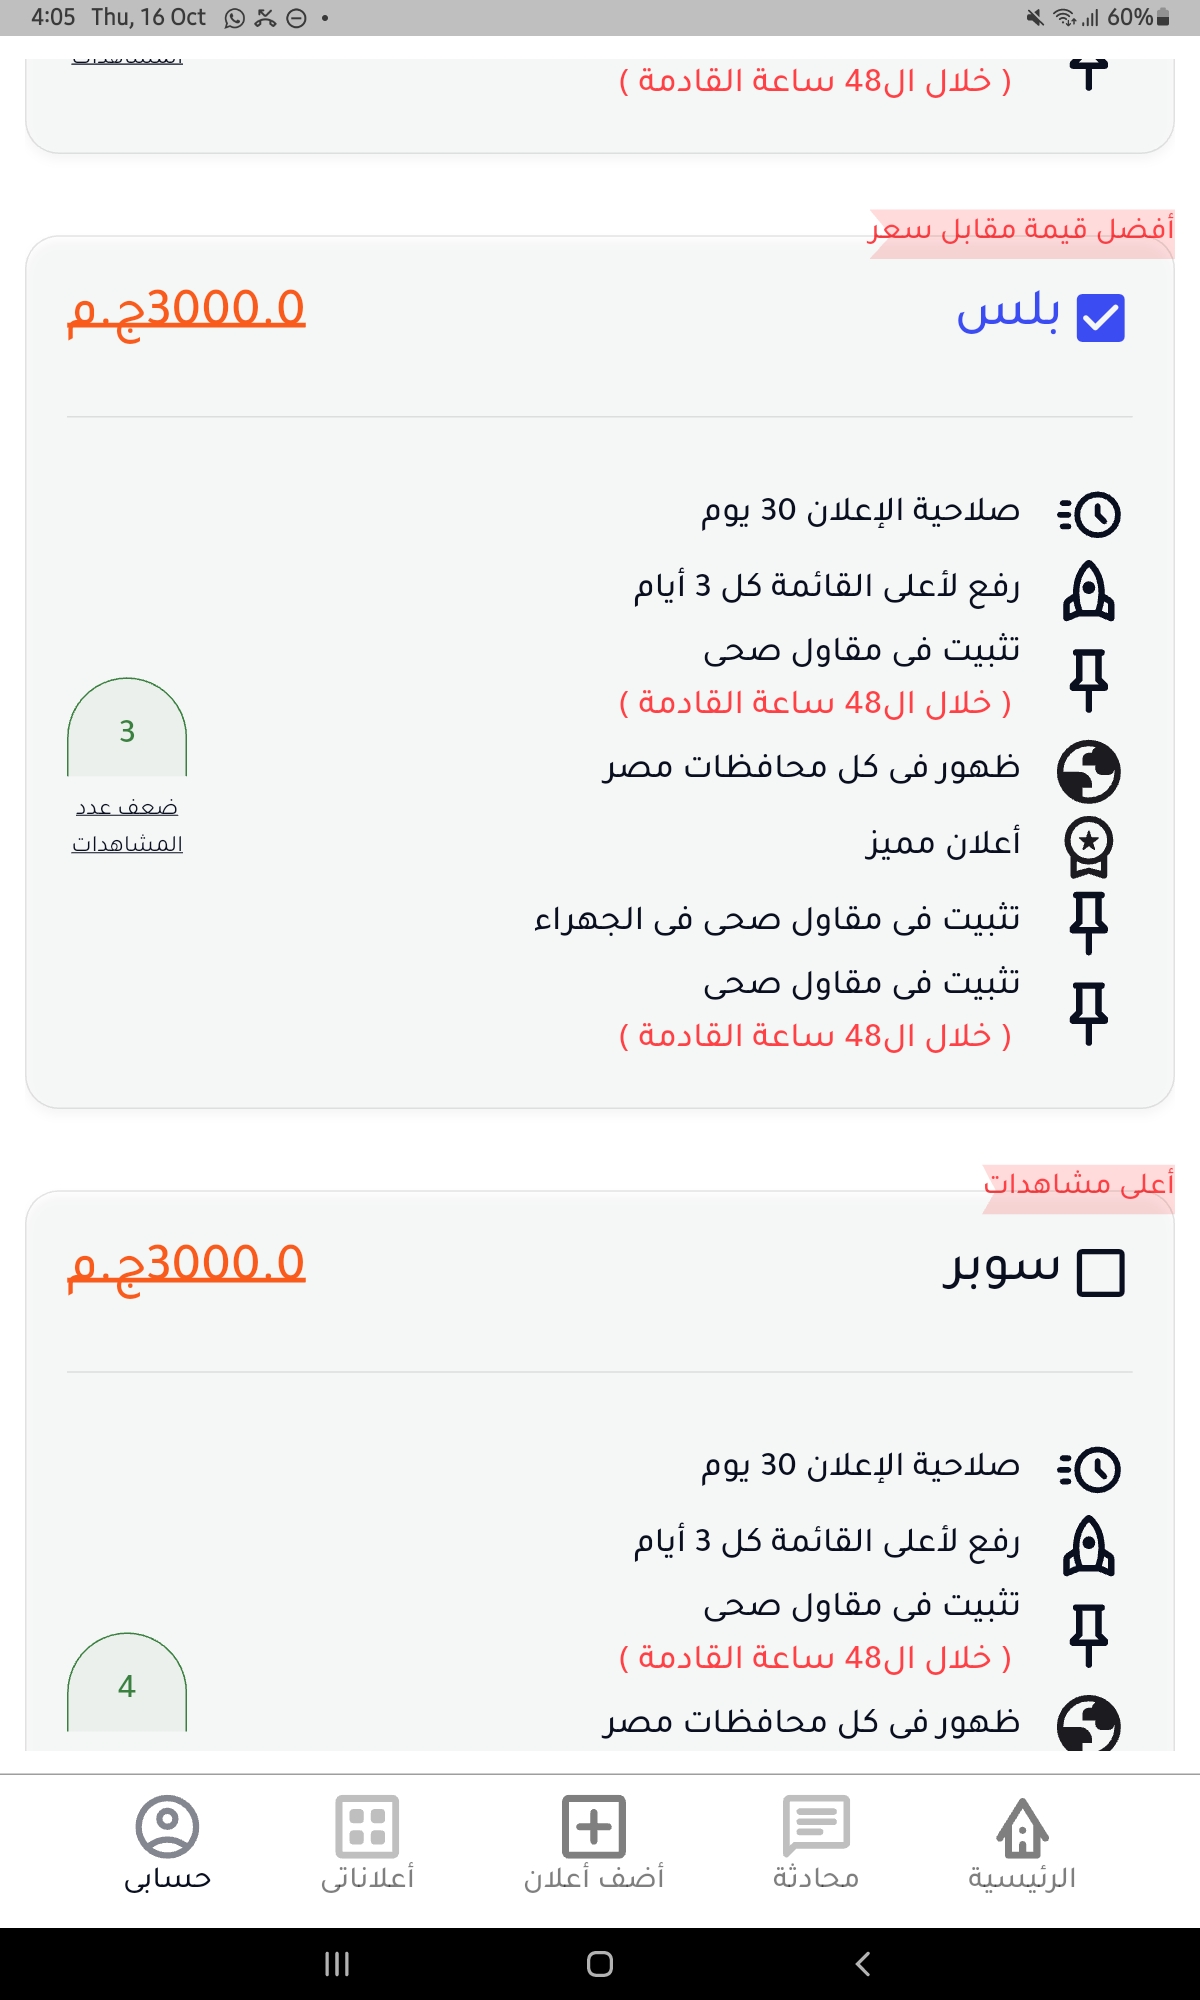 4:05 Thu, 16 Oct 60%
( خلال ال48 ساعة القادمة )
أفضل قيمة مقابل سعر
بلس
3000.0ج.م
صلاحية الإعلان 30 يوم
رفع لأعلى القائمة كل 3 أيام
تثبيت فى مقاول صحى
( خلال ال48 ساعة القادمة )
ظهور فى كل محافظات مصر
أعلان مميز
تثبيت فى مقاول صحى فى الجهراء
تثبيت فى مقاول صحى
( خلال ال48 ساعة القادمة )
3
ضعف عدد
المشاهدات
أعلى مشاهدات
سوبر
3000.0ج.م
صلاحية الإعلان 30 يوم
رفع لأعلى القائمة كل 3 أيام
تثبيت فى مقاول صحى
( خلال ال48 ساعة القادمة )
ظهور فى كل محافظات مصر
4
الرئيسية
محادثة
أضف أعلان
أعلاناتى
حسابى